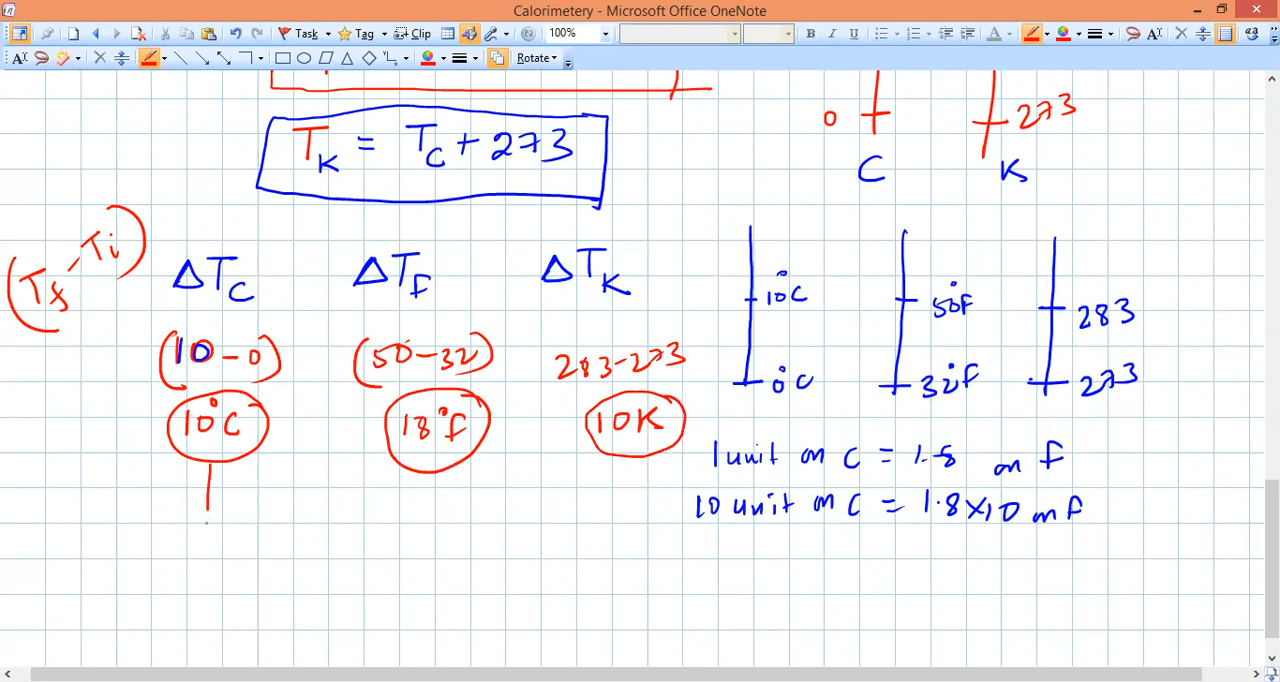 Calorimetery - Microsoft Office OneNote
Task Tag Clip 100% B I U A
Rotate
T_K = T_C + 273
0 273
C K
(Tf - Ti)
ΔT_C ΔT_F ΔT_K
10°C 50°F 283
(10 - 0) (50 - 32) 283-273
0°C 32°F 273
10°C 18°F 10K
1 unit on C = 1.8 on F
10 unit on C = 1.8×10 on F